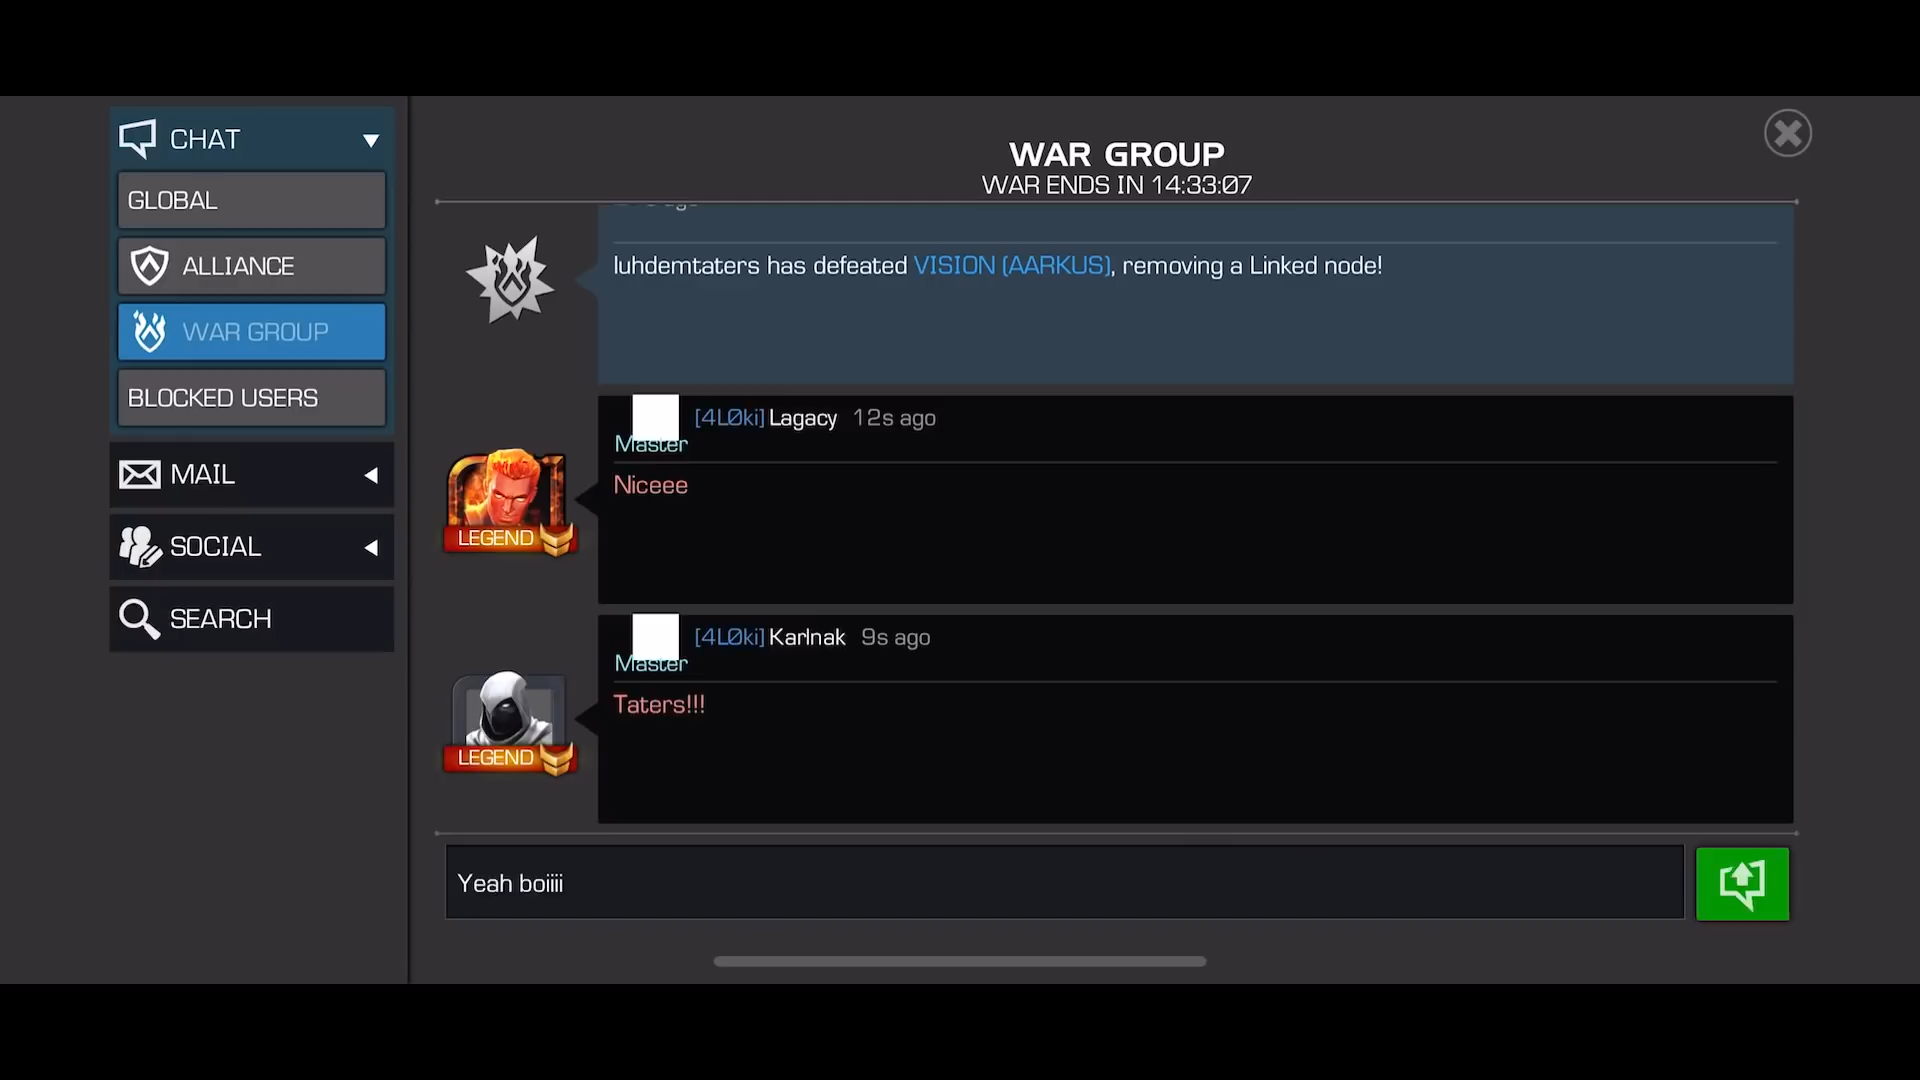 CHAT
GLOBAL
ALLIANCE
WAR GROUP
BLOCKED USERS
MAIL
SOCIAL
SEARCH
WAR GROUP
WAR ENDS IN 14:33:07
luhdemtaters has defeated VISION (AARKUS), removing a Linked node!
[4LØki] Lagacy 12s ago
Master
Niceee
LEGEND
[4LØki] Karlnak 9s ago
Master
Taters!!!
LEGEND
Yeah boiiii